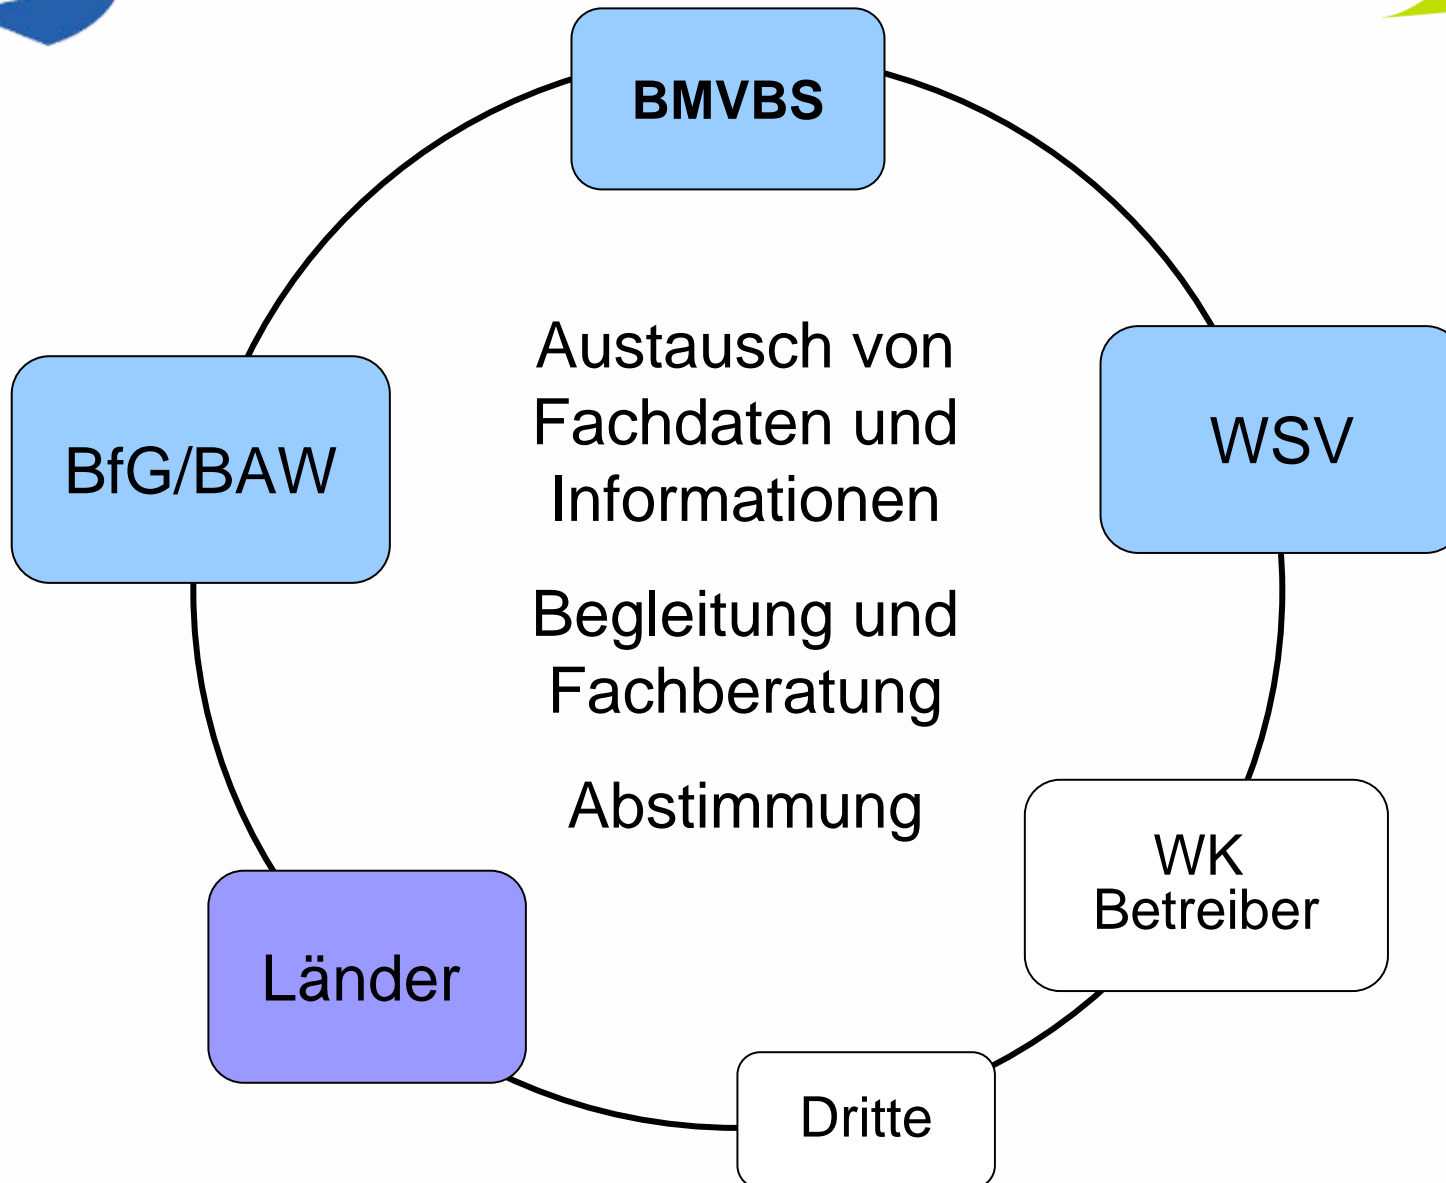 BMVBS
Austausch von
Fachdaten und
Informationen
Begleitung und
Fachberatung
Abstimmung
BfG/BAW
WSV
WK
Betreiber
Länder
Dritte